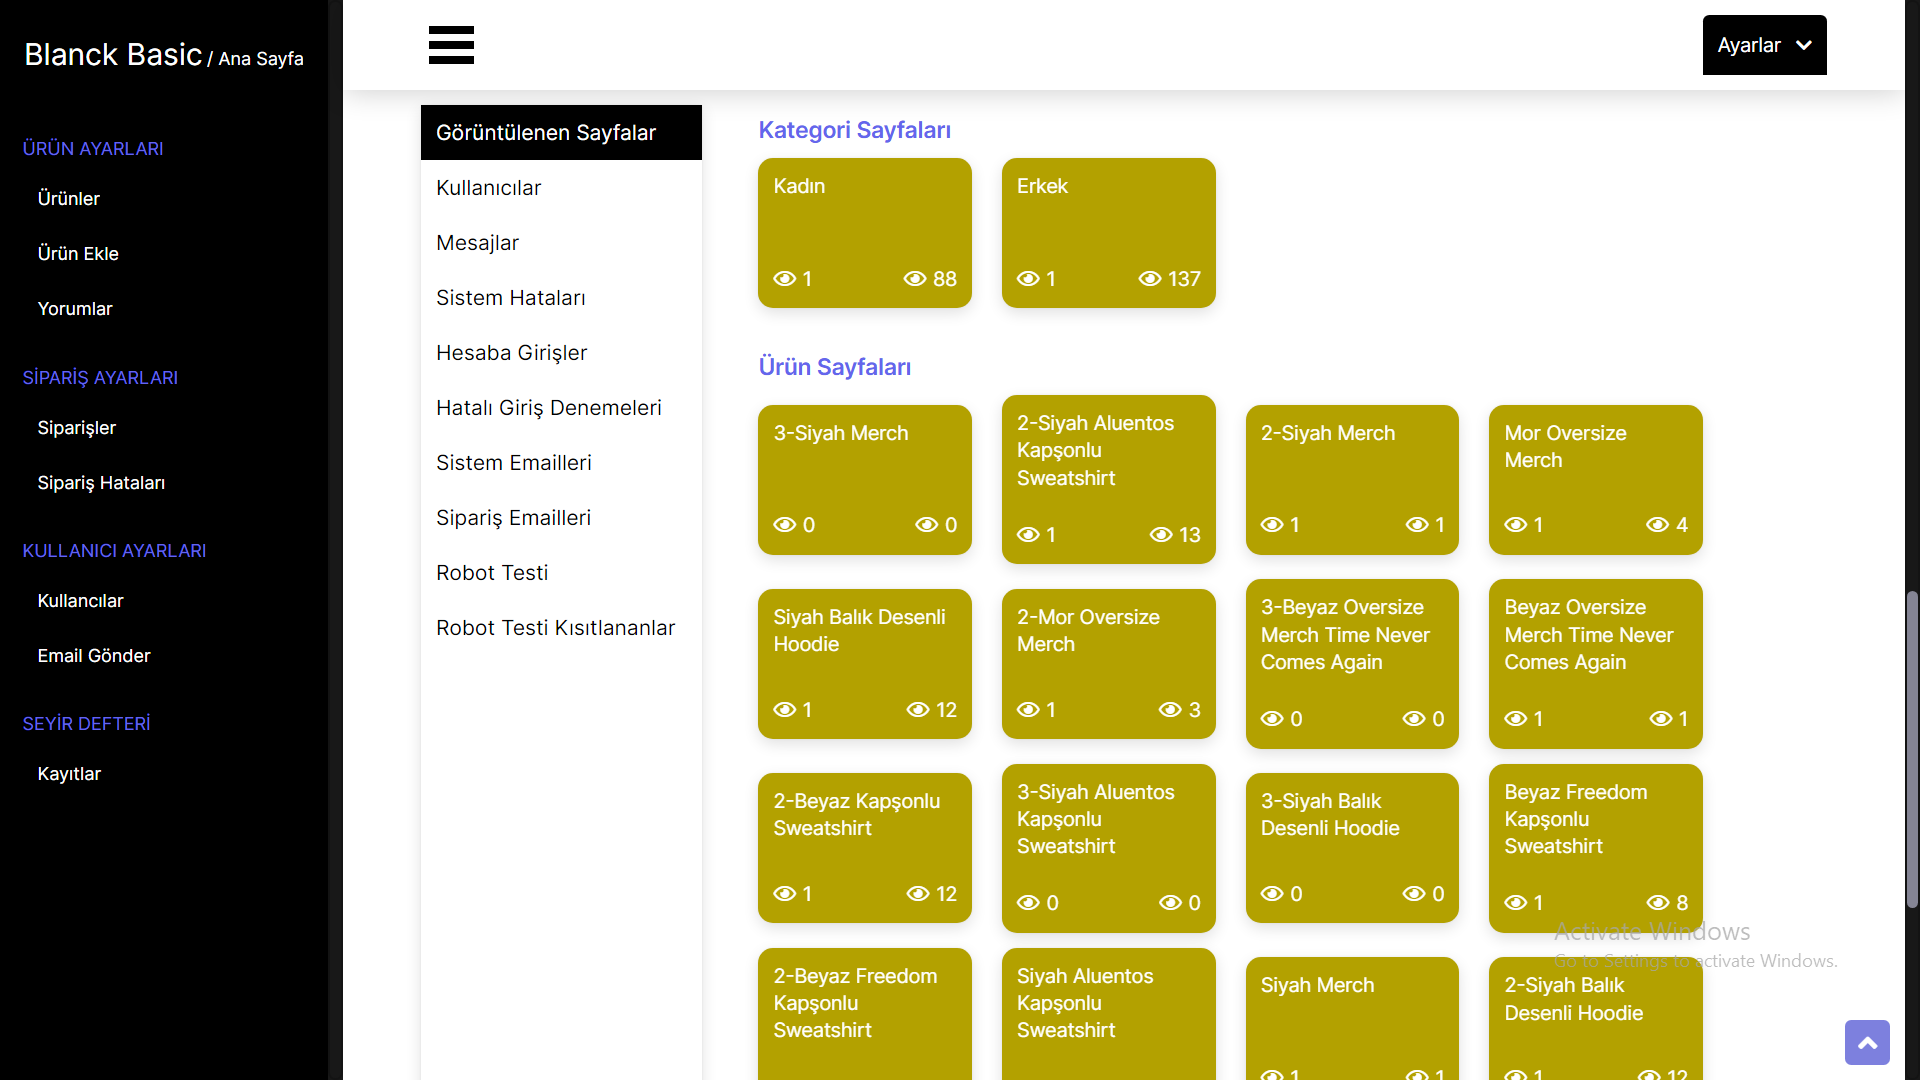 Blanck Basic / Ana Sayfa
ÜRÜN AYARLARI
Ürünler
Ürün Ekle
Yorumlar
SİPARİŞ AYARLARI
Siparişler
Sipariş Hataları
KULLANICI AYARLARI
Kullancılar
Email Gönder
SEYİR DEFTERİ
Kayıtlar
Ayarlar
Görüntülenen Sayfalar
Kullanıcılar
Mesajlar
Sistem Hataları
Hesaba Girişler
Hatalı Giriş Denemeleri
Sistem Emailleri
Sipariş Emailleri
Robot Testi
Robot Testi Kısıtlananlar
Kategori Sayfaları
Kadın
1 88
Erkek
1 137
Ürün Sayfaları
3-Siyah Merch
0 0
2-Siyah Aluentos
Kapşonlu
Sweatshirt
1 13
2-Siyah Merch
1 1
Mor Oversize
Merch
1 4
Siyah Balık Desenli
Hoodie
1 12
2-Mor Oversize
Merch
1 3
3-Beyaz Oversize
Merch Time Never
Comes Again
0 0
Beyaz Oversize
Merch Time Never
Comes Again
1 1
2-Beyaz Kapşonlu
Sweatshirt
1 12
3-Siyah Aluentos
Kapşonlu
Sweatshirt
0 0
3-Siyah Balık
Desenli Hoodie
0 0
Beyaz Freedom
Kapşonlu
Sweatshirt
1 8
2-Beyaz Freedom
Kapşonlu
Sweatshirt
Siyah Aluentos
Kapşonlu
Sweatshirt
Siyah Merch
1 1
2-Siyah Balık
Desenli Hoodie
1 12
Activate Windows
Go to Settings to activate Windows.